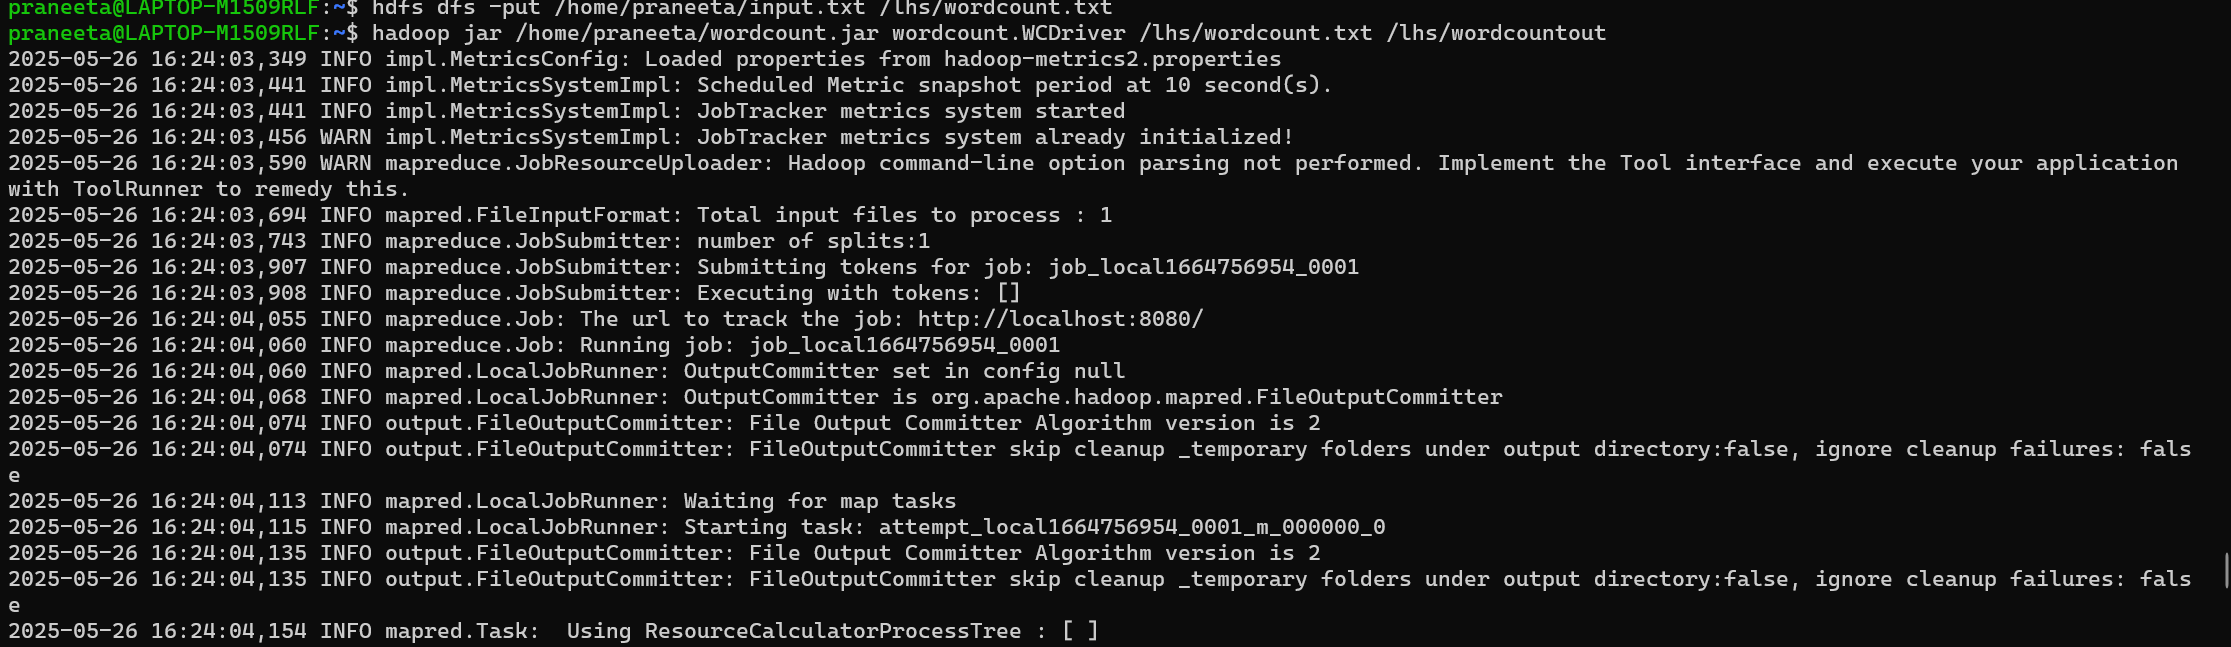 praneeta@LAPTOP-M1509RLF:~$ hdfs dfs -put /home/praneeta/input.txt /lhs/wordcount.txt
praneeta@LAPTOP-M1509RLF:~$ hadoop jar /home/praneeta/wordcount.jar wordcount.WCDriver /lhs/wordcount.txt /lhs/wordcountout
2025-05-26 16:24:03,349 INFO impl.MetricsConfig: Loaded properties from hadoop-metrics2.properties
2025-05-26 16:24:03,441 INFO impl.MetricsSystemImpl: Scheduled Metric snapshot period at 10 second(s).
2025-05-26 16:24:03,441 INFO impl.MetricsSystemImpl: JobTracker metrics system started
2025-05-26 16:24:03,456 WARN impl.MetricsSystemImpl: JobTracker metrics system already initialized!
2025-05-26 16:24:03,590 WARN mapreduce.JobResourceUploader: Hadoop command-line option parsing not performed. Implement the Tool interface and execute your application
with ToolRunner to remedy this.
2025-05-26 16:24:03,694 INFO mapred.FileInputFormat: Total input files to process : 1
2025-05-26 16:24:03,743 INFO mapreduce.JobSubmitter: number of splits:1
2025-05-26 16:24:03,907 INFO mapreduce.JobSubmitter: Submitting tokens for job: job_local1664756954_0001
2025-05-26 16:24:03,908 INFO mapreduce.JobSubmitter: Executing with tokens: []
2025-05-26 16:24:04,055 INFO mapreduce.Job: The url to track the job: http://localhost:8080/
2025-05-26 16:24:04,060 INFO mapreduce.Job: Running job: job_local1664756954_0001
2025-05-26 16:24:04,060 INFO mapred.LocalJobRunner: OutputCommitter set in config null
2025-05-26 16:24:04,068 INFO mapred.LocalJobRunner: OutputCommitter is org.apache.hadoop.mapred.FileOutputCommitter
2025-05-26 16:24:04,074 INFO output.FileOutputCommitter: File Output Committer Algorithm version is 2
2025-05-26 16:24:04,074 INFO output.FileOutputCommitter: FileOutputCommitter skip cleanup _temporary folders under output directory:false, ignore cleanup failures: fals
e
2025-05-26 16:24:04,113 INFO mapred.LocalJobRunner: Waiting for map tasks
2025-05-26 16:24:04,115 INFO mapred.LocalJobRunner: Starting task: attempt_local1664756954_0001_m_000000_0
2025-05-26 16:24:04,135 INFO output.FileOutputCommitter: File Output Committer Algorithm version is 2
2025-05-26 16:24:04,135 INFO output.FileOutputCommitter: FileOutputCommitter skip cleanup _temporary folders under output directory:false, ignore cleanup failures: fals
e
2025-05-26 16:24:04,154 INFO mapred.Task:  Using ResourceCalculatorProcessTree : [ ]